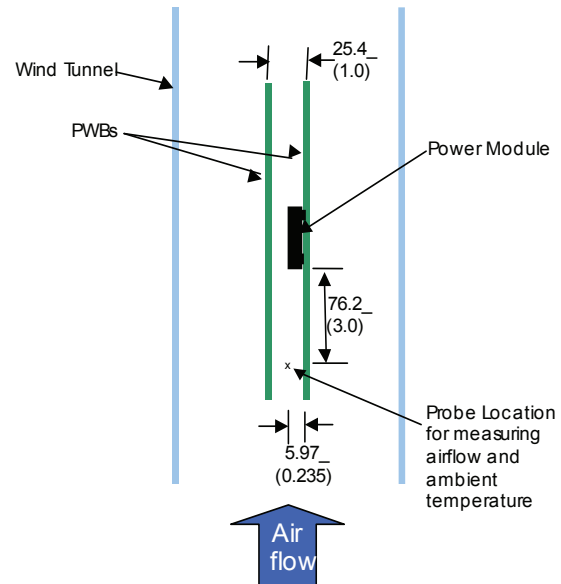 25.4_
(1.0)
Wind Tunnel
PWBs
Power Module
76.2_
(3.0)
x
Probe Location
for measuring
airflow and
ambient
temperature
5.97_
(0.235)
Air
flow